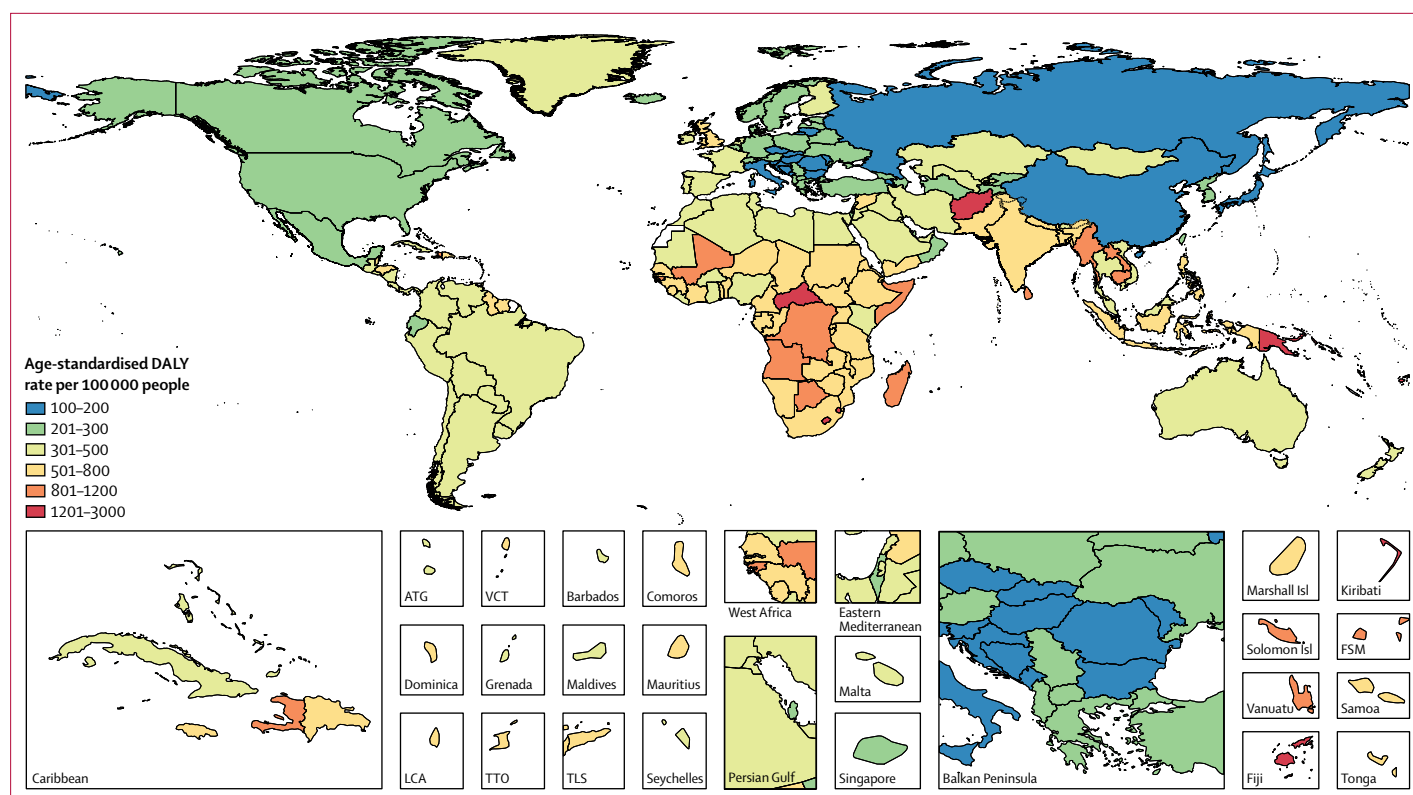 Age-standardised DALY
rate per 100 000 people
100–200
201–300
301–500
501–800
801–1200
1201–3000
Caribbean
ATG
VCT
Barbados
Comoros
Dominica
Grenada
Maldives
Mauritius
LCA
TTO
TLS
Seychelles
West Africa
Eastern
Mediterranean
Persian Gulf
Malta
Singapore
Balkan Peninsula
Marshall Isl
Kiribati
Solomon Isl
FSM
Vanuatu
Samoa
Fiji
Tonga